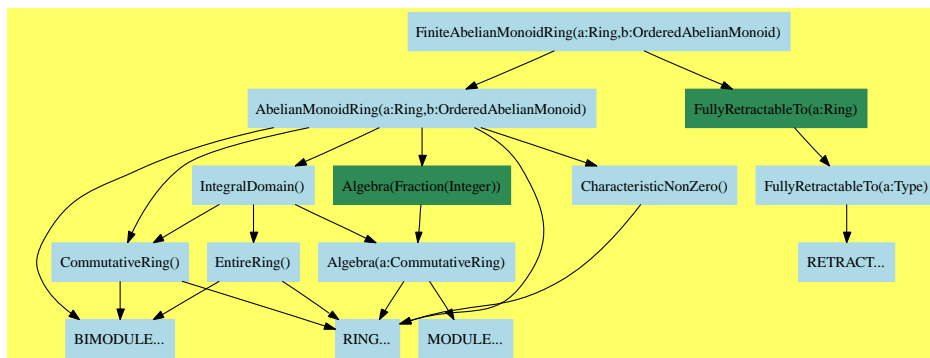 FiniteAbelianMonoidRing(a:Ring,b:OrderedAbelianMonoid)
AbelianMonoidRing(a:Ring,b:OrderedAbelianMonoid)
FullyRetractableTo(a:Ring)
IntegralDomain()
Algebra(Fraction(Integer))
CharacteristicNonZero()
FullyRetractableTo(a:Type)
CommutativeRing()
EntireRing()
Algebra(a:CommutativeRing)
RETRACT...
BIMODULE...
RING...
MODULE...